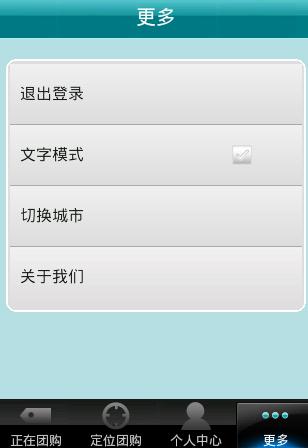 更多
退出登录
文字模式
切换城市
关于我们
正在团购 定位团购 个人中心 更多